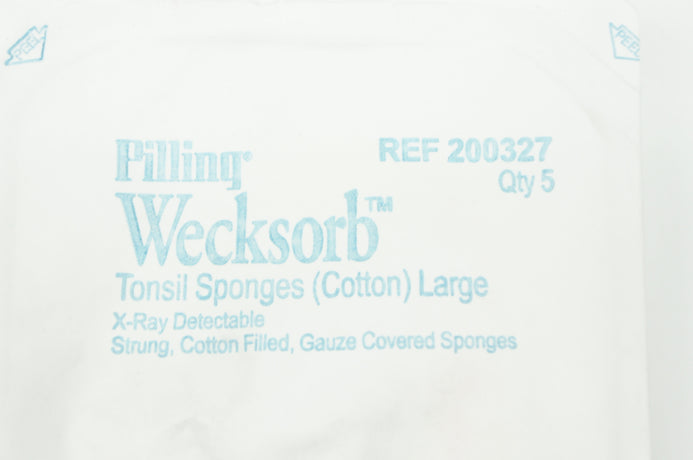 PEEL
PEEL
Pilling®
REF 200327
Qty 5
Wecksorb™
Tonsil Sponges (Cotton) Large
X-Ray Detectable
Strung, Cotton Filled, Gauze Covered Sponges